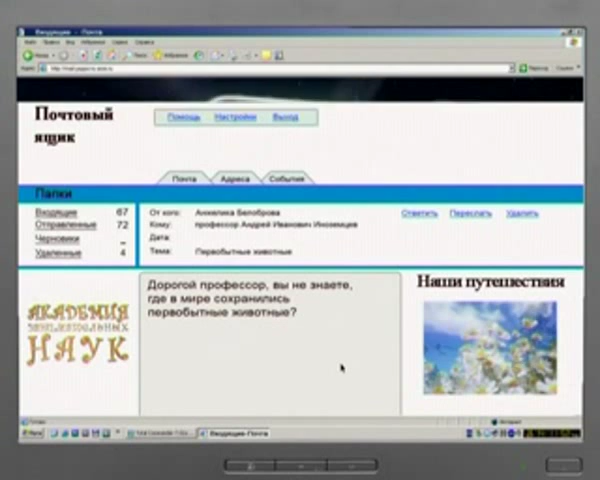 Входящие - Почта
Почтовый
ящик
Помощь Настройки Выход
Почта Адреса События
Папки
Входящие 67
Отправленные 72
Черновики _
Удаленные 4
От кого: Анжелика Белоброва
Кому: профессор Андрей Иванович Иноземцев
Дата:
Тема: Первобытные животные
Ответить Переслать Удалить
АКАДЕМИЯ
НАУК
Дорогой профессор, вы не знаете,
где в мире сохранились
первобытные животные?
Наши путешествия
Входящие-Почта